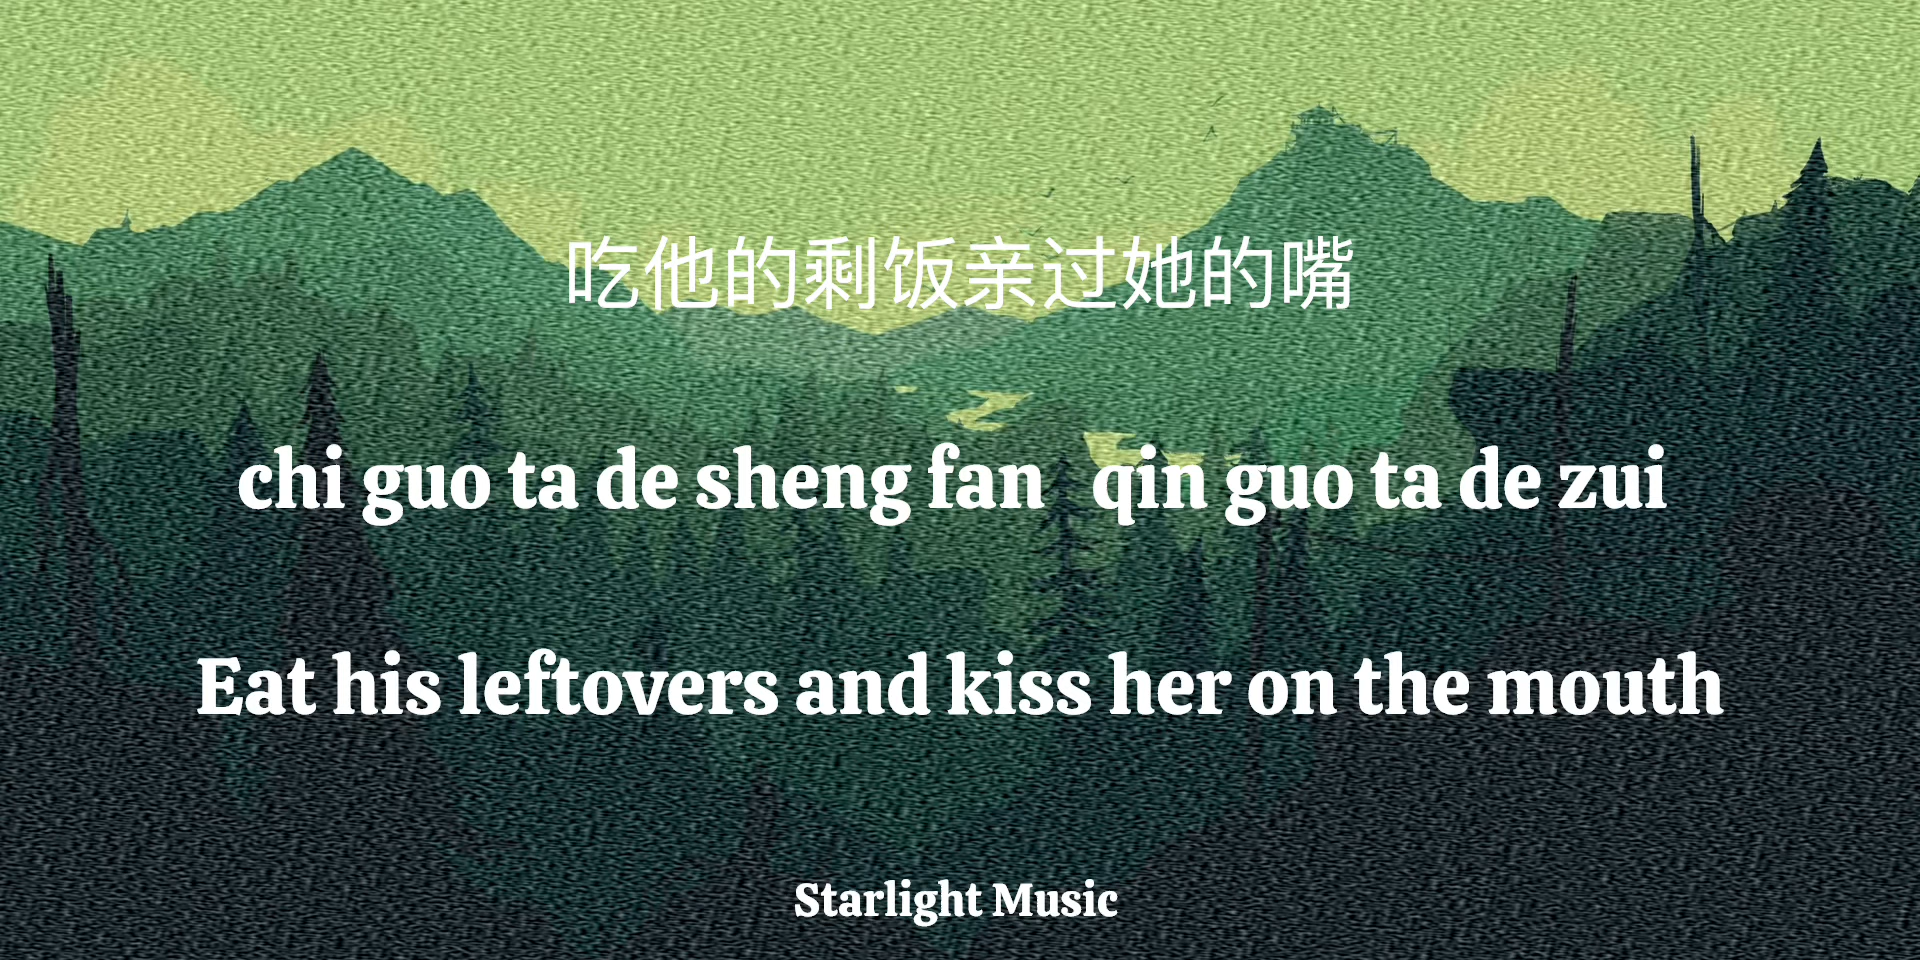 吃他的剩饭亲过她的嘴
chi guo ta de sheng fan qin guo ta de zui
Eat his leftovers and kiss her on the mouth
Starlight Music